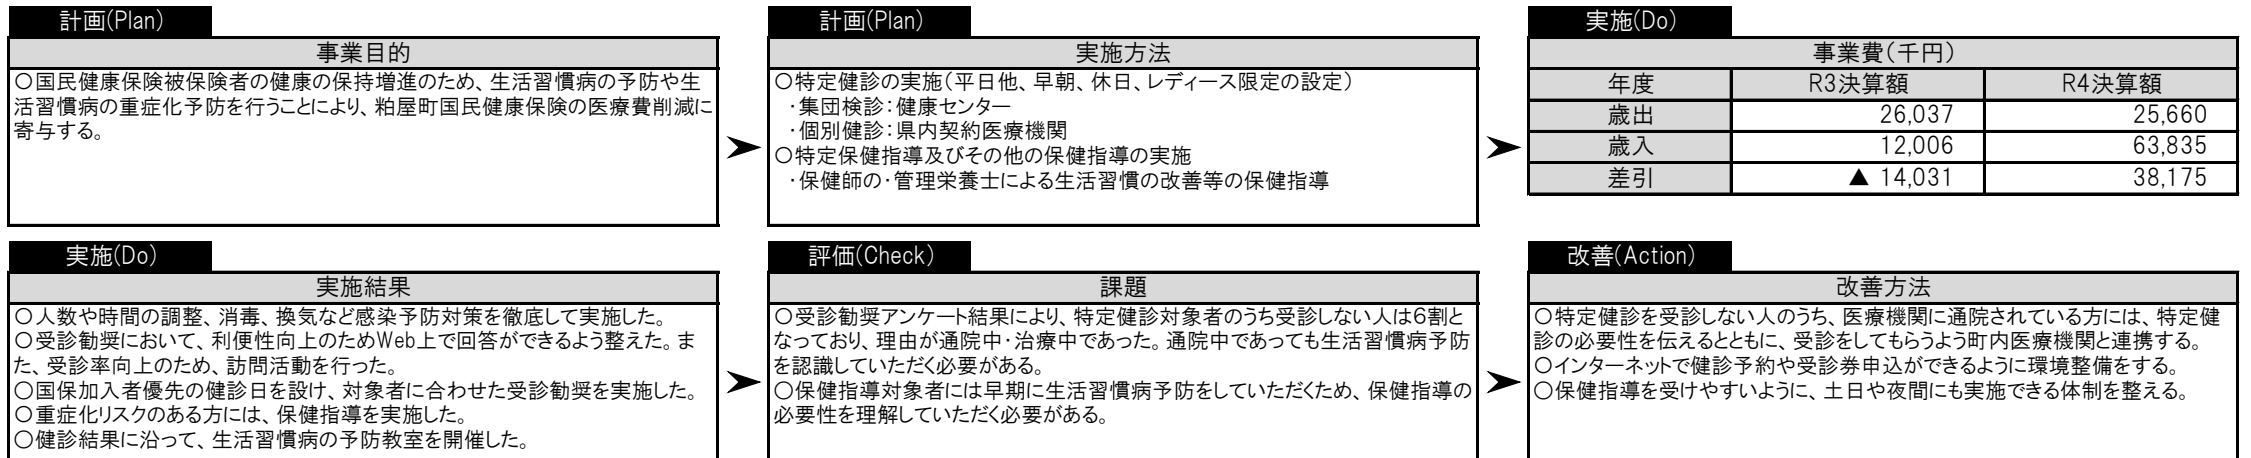 計画(Plan)
事業目的
○国民健康保険被保険者の健康の保持増進のため、生活習慣病の予防や生
活習慣病の重症化予防を行うことにより、粕屋町国民健康保険の医療費削減に
寄与する。
計画(Plan)
実施方法
○特定健診の実施(平日他、早朝、休日、レディース限定の設定)
・集団検診:健康センター
・個別健診:県内契約医療機関
○特定保健指導及びその他の保健指導の実施
・保健師の・管理栄養士による生活習慣の改善等の保健指導
実施(Do)
事業費(千円)
年度 R3決算額 R4決算額
歳出 26,037 25,660
歳入 12,006 63,835
差引 ▲ 14,031 38,175
実施(Do)
実施結果
○人数や時間の調整、消毒、換気など感染予防対策を徹底して実施した。
○受診勧奨において、利便性向上のためWeb上で回答ができるよう整えた。ま
た、受診率向上のため、訪問活動を行った。
○国保加入者優先の健診日を設け、対象者に合わせた受診勧奨を実施した。
○重症化リスクのある方には、保健指導を実施した。
○健診結果に沿って、生活習慣病の予防教室を開催した。
評価(Check)
課題
○受診勧奨アンケート結果により、特定健診対象者のうち受診しない人は6割と
なっており、理由が通院中・治療中であった。通院中であっても生活習慣病予防
を認識していただく必要がある。
○保健指導対象者には早期に生活習慣病予防をしていただくため、保健指導の
必要性を理解していただく必要がある。
改善(Action)
改善方法
○特定健診を受診しない人のうち、医療機関に通院されている方には、特定健
診の必要性を伝えるとともに、受診をしてもらうよう町内医療機関と連携する。
○インターネットで健診予約や受診券申込ができるように環境整備をする。
○保健指導を受けやすいように、土日や夜間にも実施できる体制を整える。